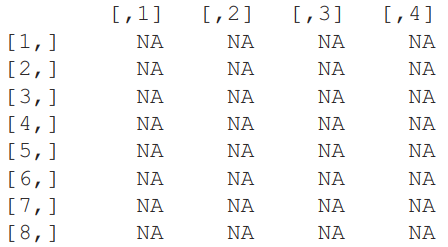 [,1] [,2] [,3] [,4]
[1,] NA NA NA NA
[2,] NA NA NA NA
[3,] NA NA NA NA
[4,] NA NA NA NA
[5,] NA NA NA NA
[6,] NA NA NA NA
[7,] NA NA NA NA
[8,] NA NA NA NA